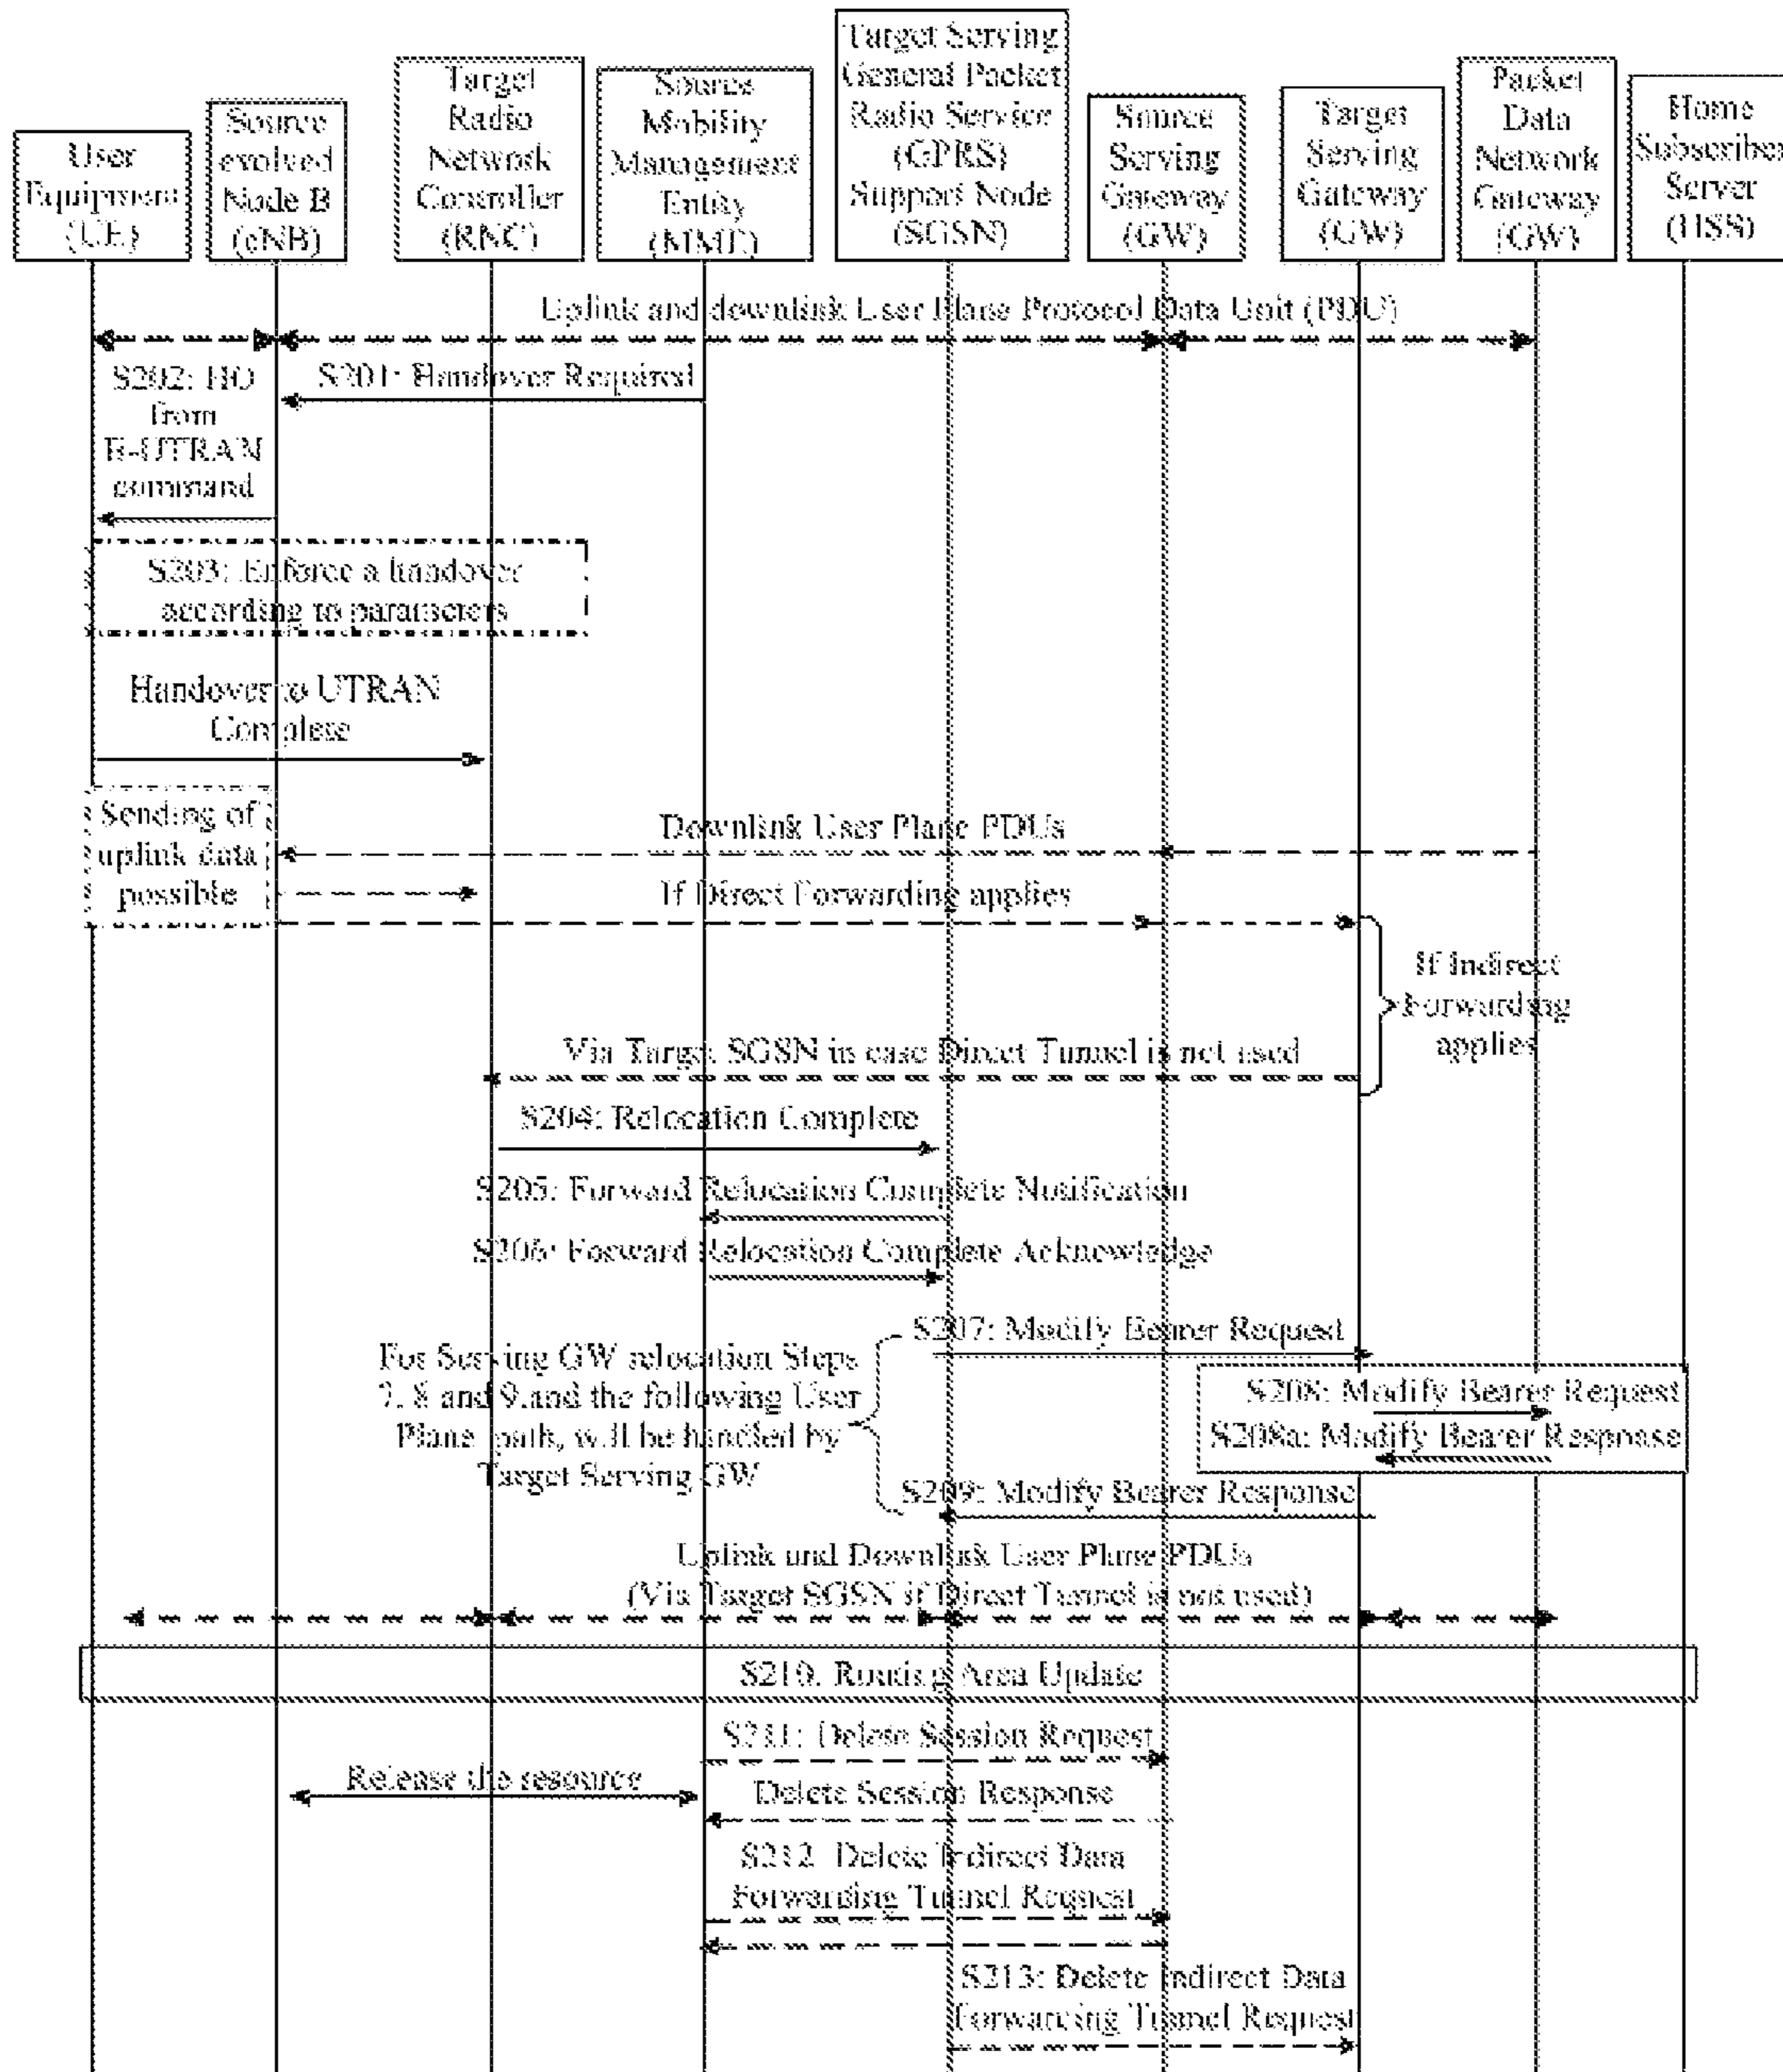 User
Equipment
(UE)
Source
evolved
Node B
(eNB)
Target
Radio
Network
Controller
(RNC)
Source
Mobility
Management
Entity
(MME)
Target Serving
General Packet
Radio Service
(GPRS)
Support Node
(SGSN)
Source
Serving
Gateway
(GW)
Target
Serving
Gateway
(GW)
Packet
Data
Network
Gateway
(GW)
Home
Subscriber
Server
(HSS)
Uplink and downlink User Plane Protocol Data Unit (PDU)
S201: Handover Required
S202: HO
from
E-UTRAN
command
S203: Enforce a handover
according to parameters
Handover to UTRAN
Complete
Sending of
uplink data
possible
Downlink User Plane PDUs
If Direct Forwarding applies
If Indirect
Forwarding
applies
Via Target SGSN in case Direct Tunnel is not used
S204: Relocation Complete
S205: Forward Relocation Complete Notification
S206: Forward Relocation Complete Acknowledge
S207: Modify Bearer Request
For Serving GW relocation Steps
7, 8 and 9,and the following User
Plane path, will be handled by
Target Serving GW
S208: Modify Bearer Request
S208a: Modify Bearer Response
S209: Modify Bearer Response
Uplink and Downlink User Plane PDUs
(Via Target SGSN if Direct Tunnel is not used)
S210. Routing Area Update
S211: Delete Session Request
Release the resource
Delete Session Response
S212 Delete Indirect Data
Forwarding Tunnel Request
S213: Delete Indirect Data
Forwarding Tunnel Request